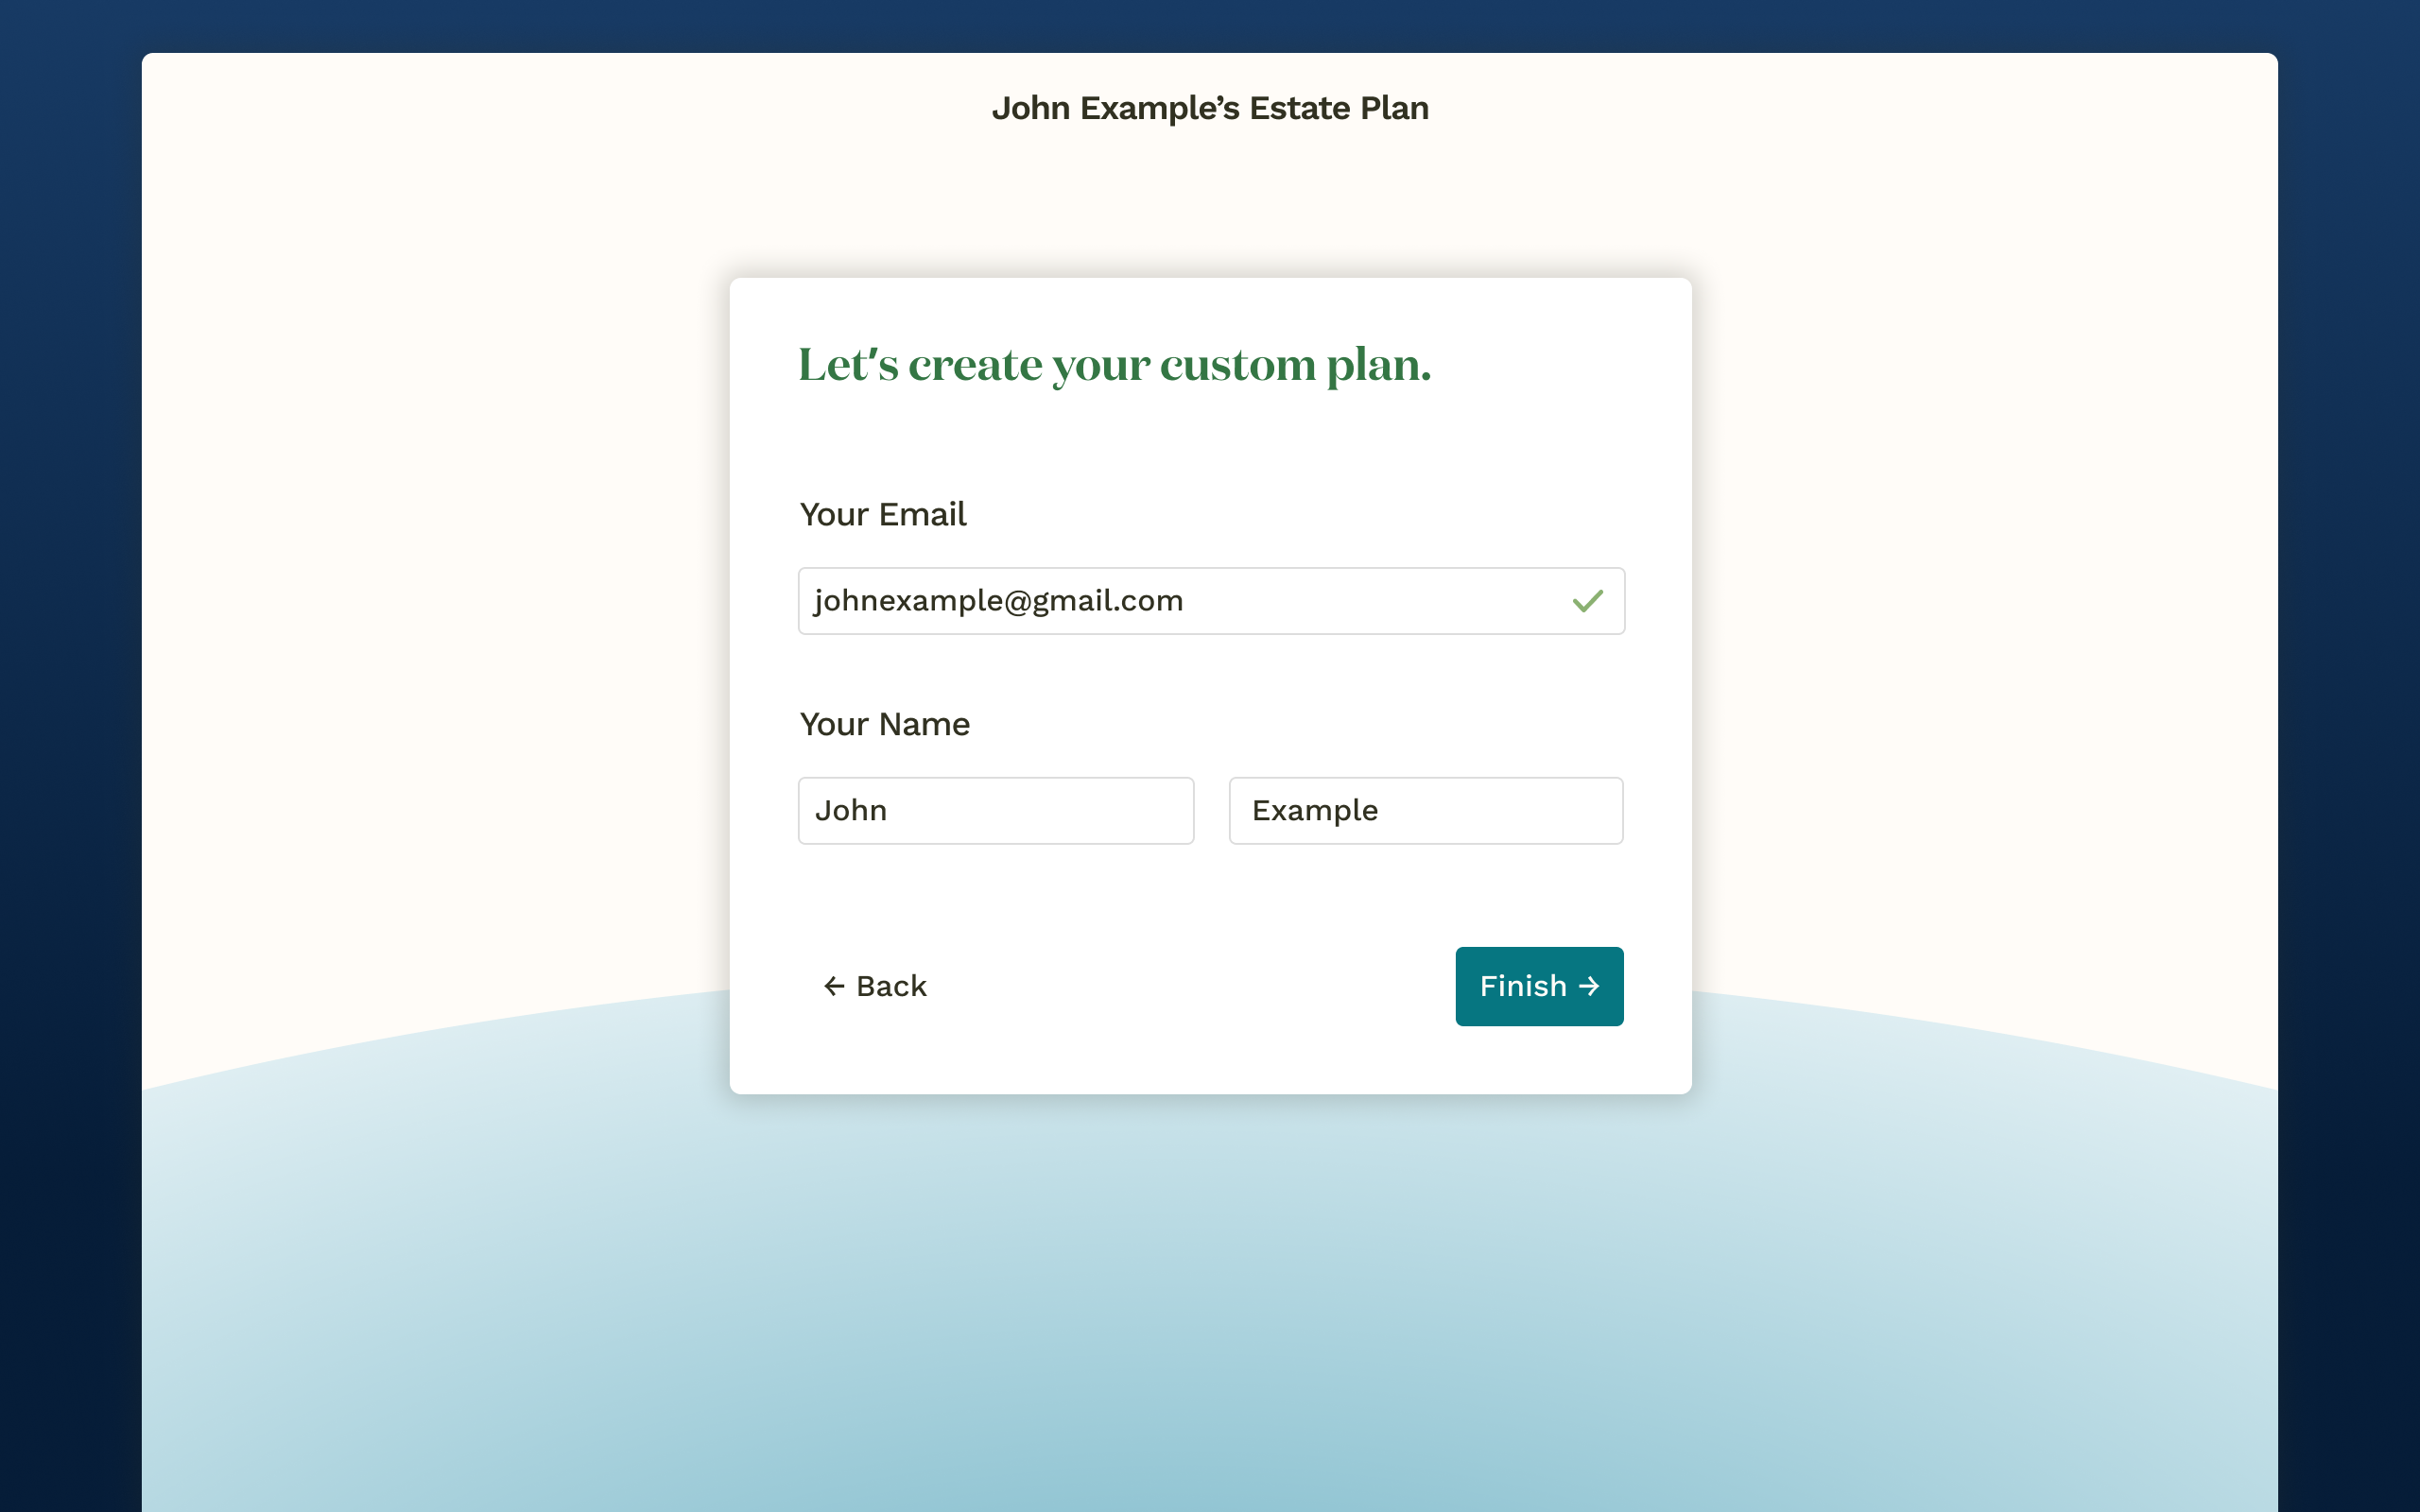 John Example’s Estate Plan
Let's create your custom plan.
Your Email
johnexample@gmail.com
Your Name
John
Example
← Back
Finish →